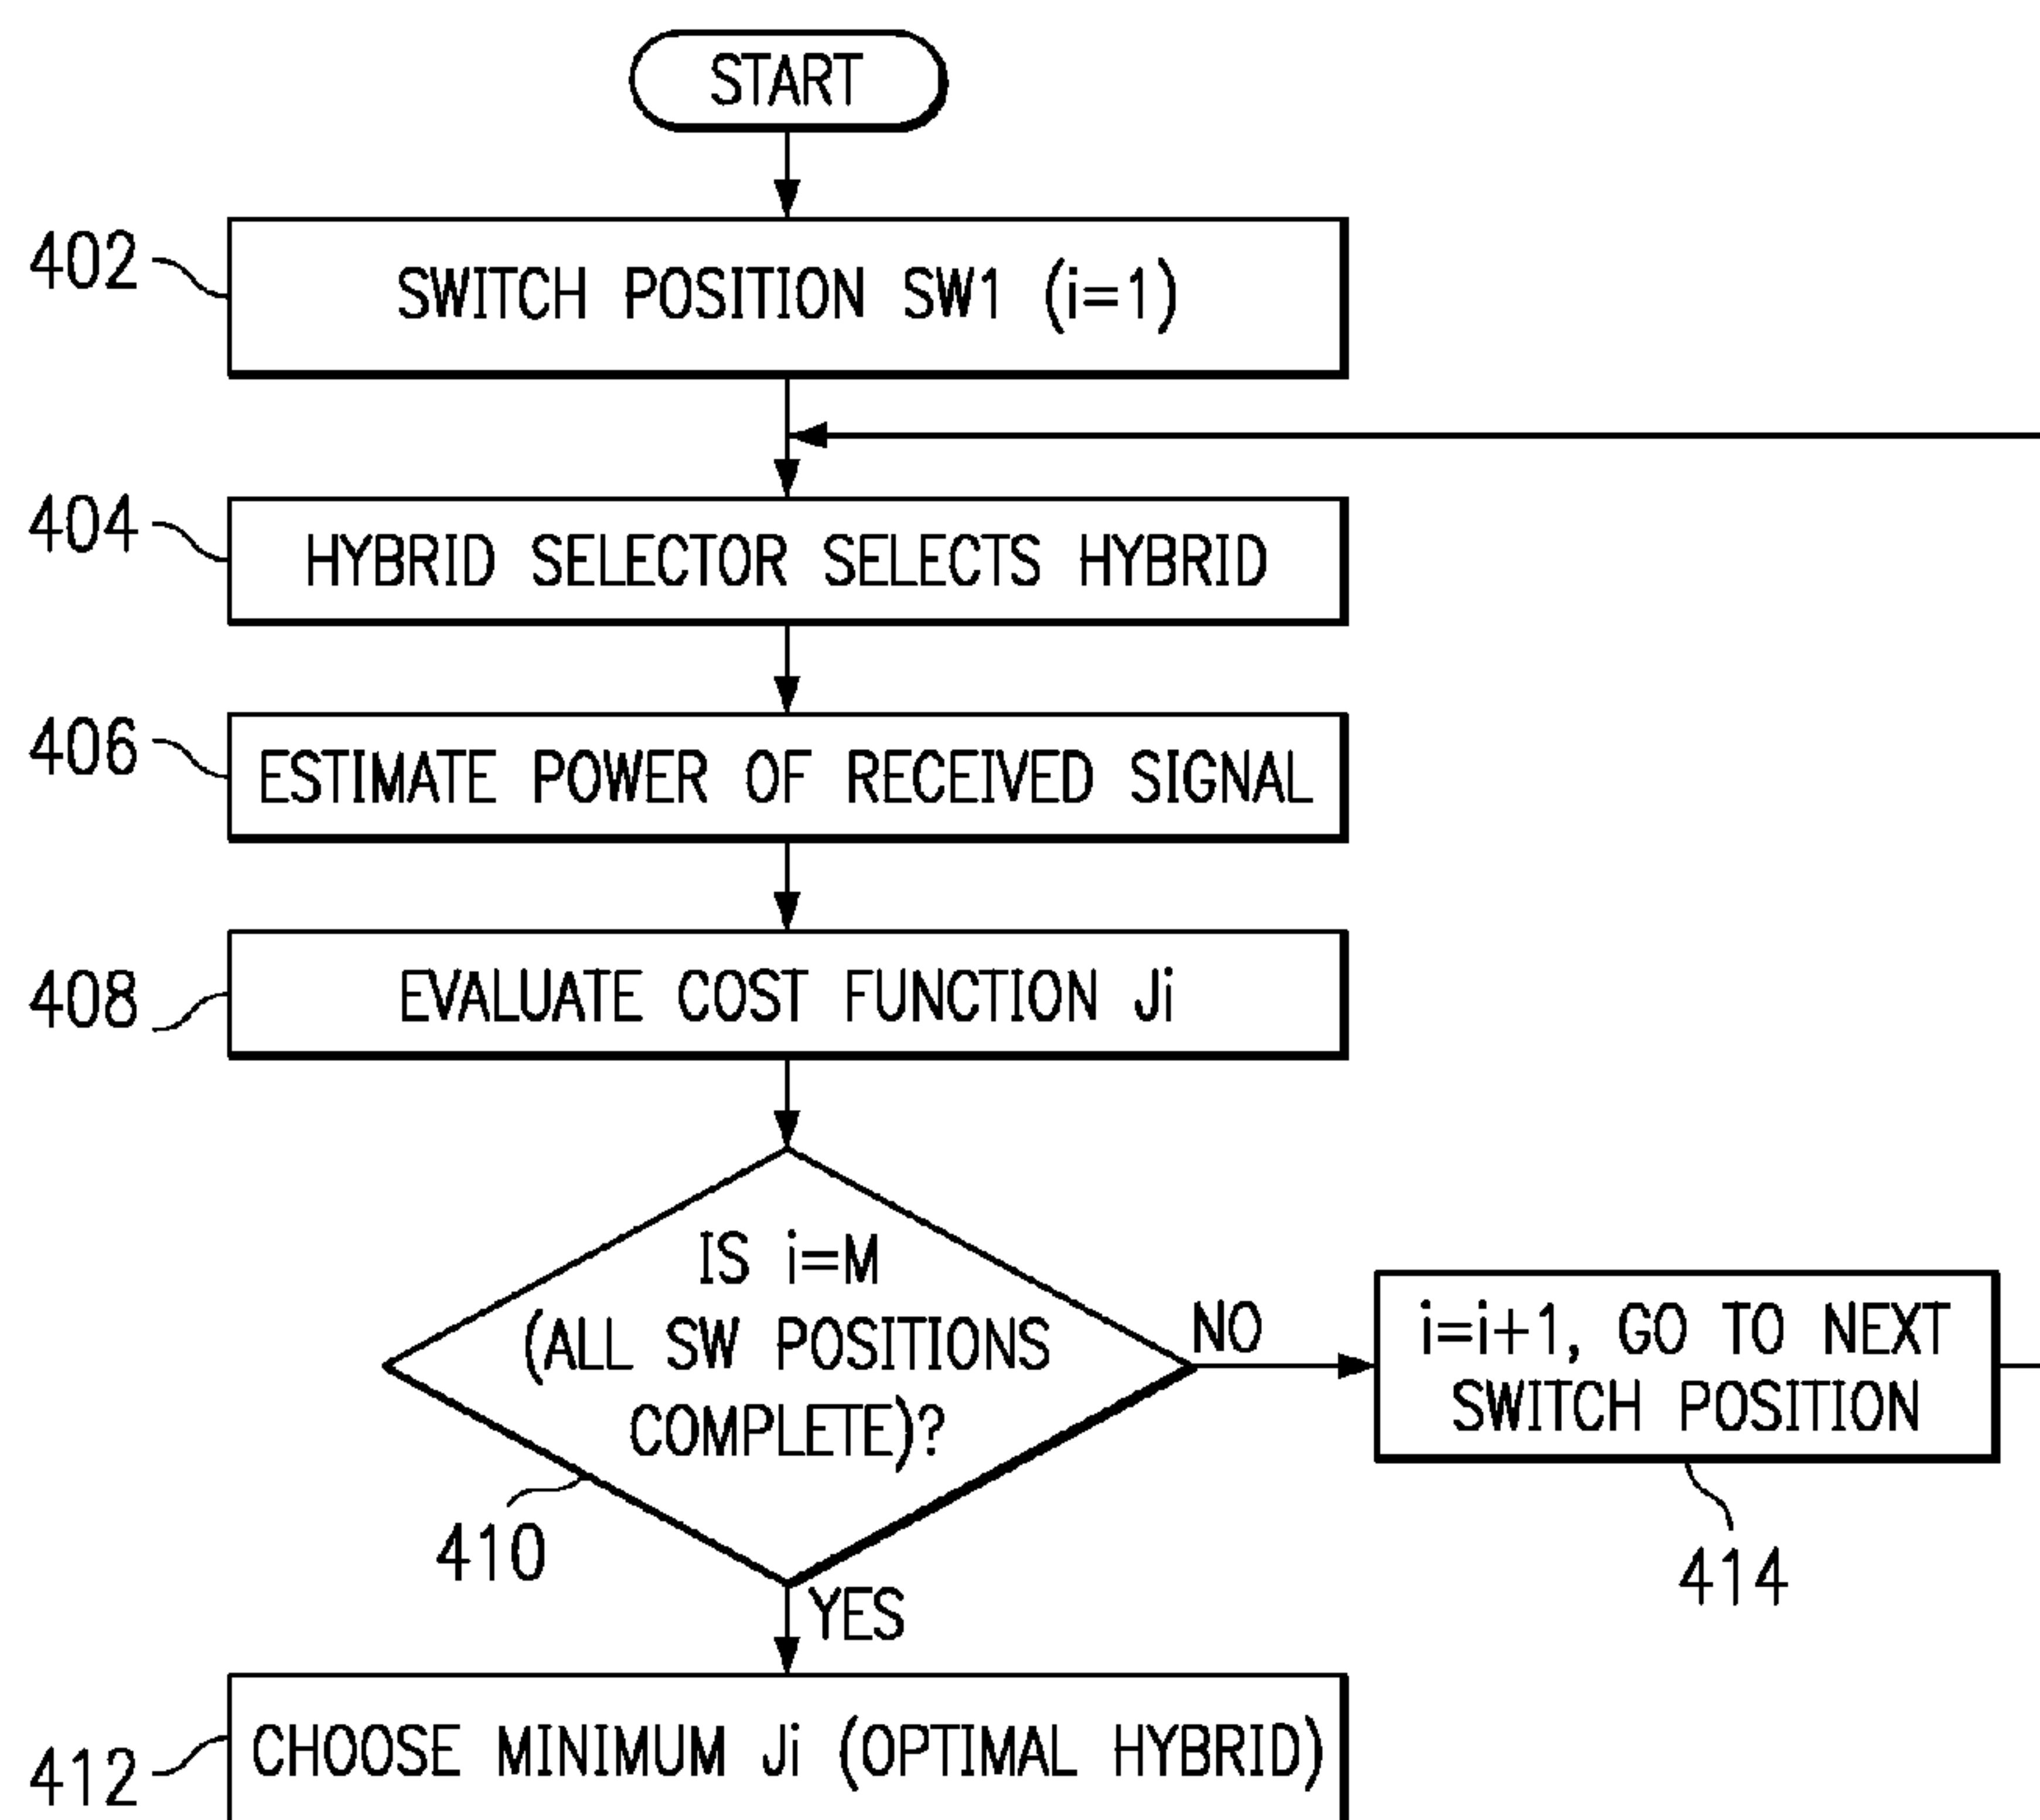 START
402
SWITCH POSITION SW1 (i=1)
404
HYBRID SELECTOR SELECTS HYBRID
406
ESTIMATE POWER OF RECEIVED SIGNAL
408
EVALUATE COST FUNCTION Ji
IS i=M
(ALL SW POSITIONS
COMPLETE)?
410
NO
i=i+1, GO TO NEXT
SWITCH POSITION
414
YES
412
CHOOSE MINIMUM Ji (OPTIMAL HYBRID)